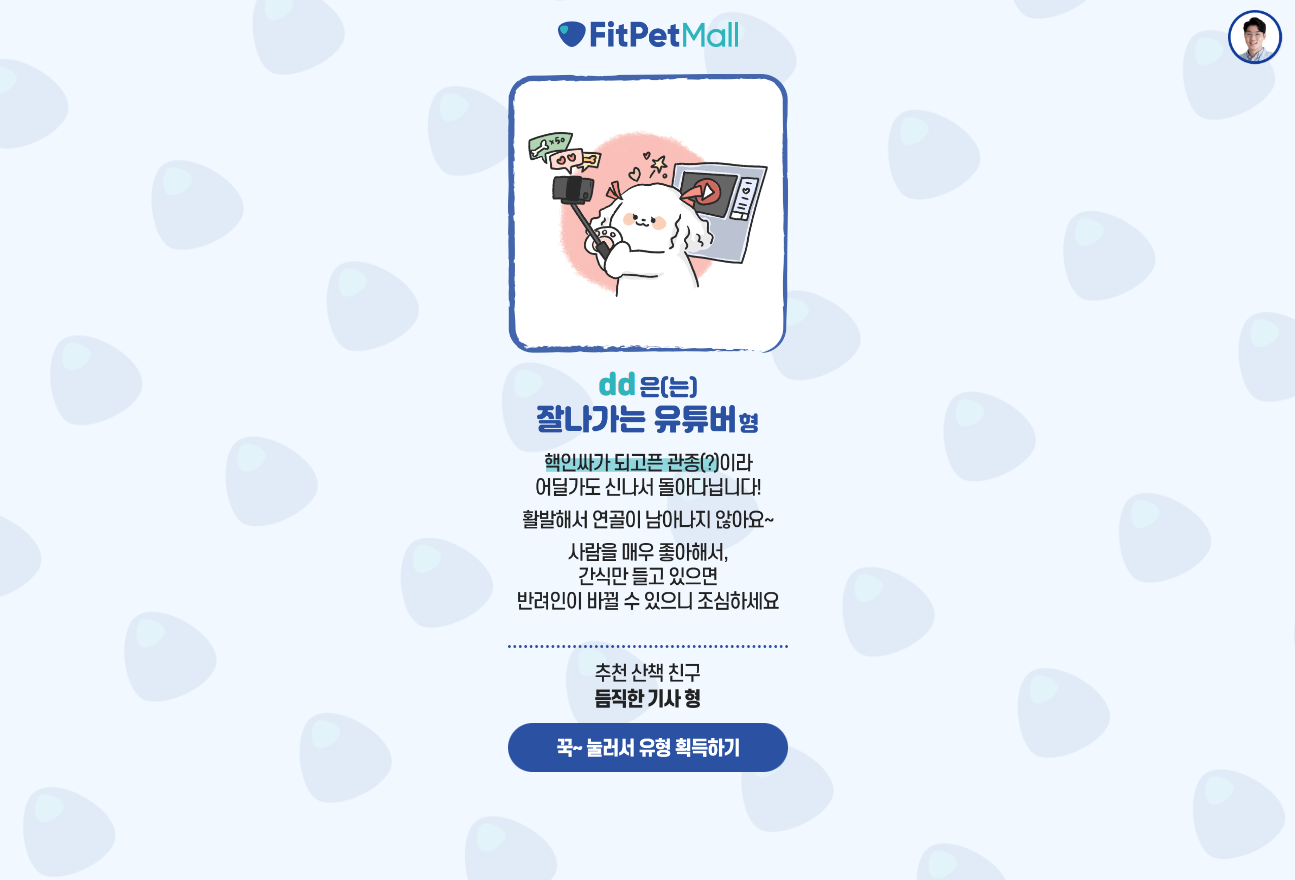 FitPetMall
x50
dd 은(는)
잘나가는 유튜버형
핵인싸가 되고픈 관종(?)이라
어딜가도 신나서 돌아다닙니다!
활발해서 연골이 남아나지 않아요~
사람을 매우 좋아해서,
간식만 들고 있으면
반려인이 바뀔 수 있으니 조심하세요
추천 산책 친구
듬직한 기사 형
꾹~ 눌러서 유형 획득하기